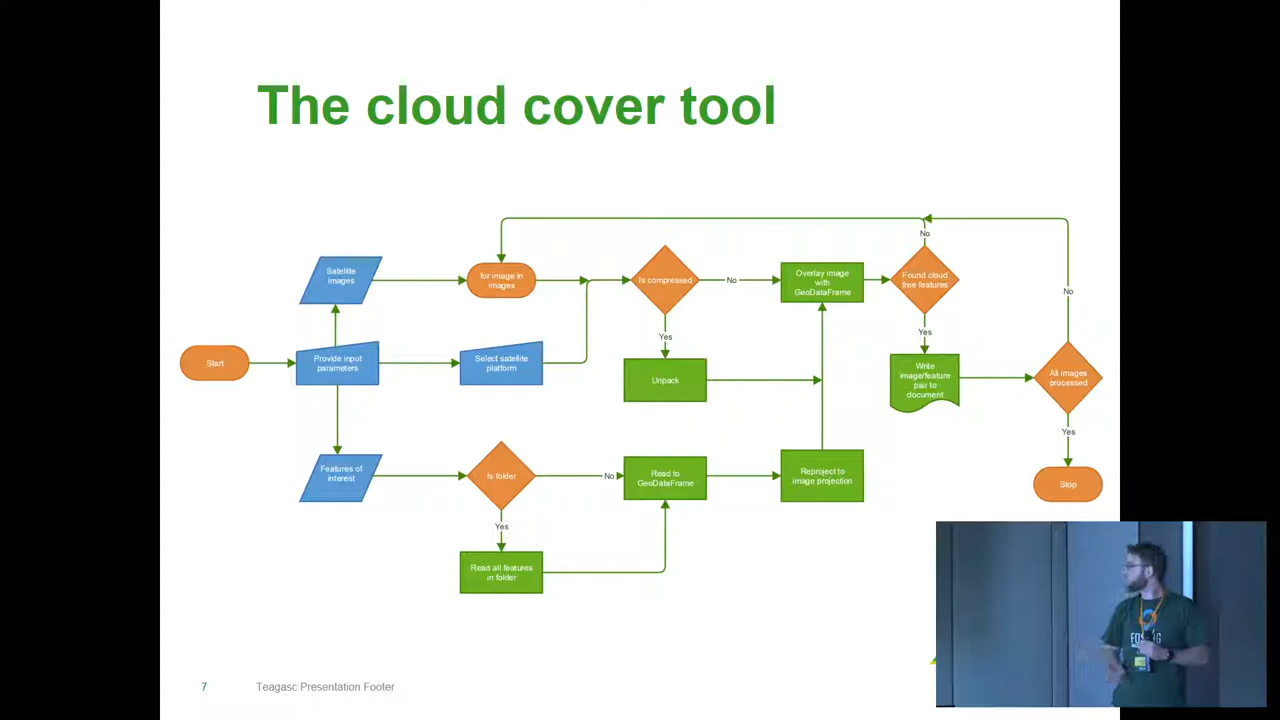 The cloud cover tool
No
Satellite
images
for image in
images
Is compressed
No
Overlay image
with
GeoDataFrame
Found cloud
free features
No
Yes
Yes
Start
Provide input
parameters
Select satellite
platform
Unpack
Write
image/feature
pair to
document
All images
processed
Yes
Features of
interest
Is folder
No
Read to
GeoDataFrame
Reproject to
image projection
Stop
Yes
Read all features
in folder
7
Teagasc Presentation Footer